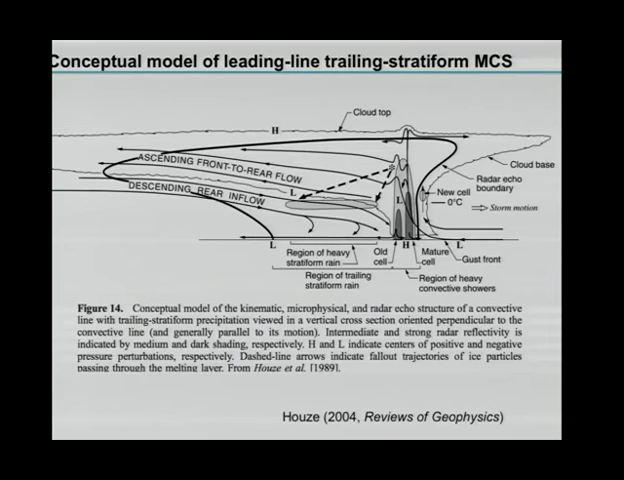 Conceptual model of leading-line trailing-stratiform MCS
Cloud top
H
ASCENDING FRONT-TO-REAR FLOW
Cloud base
Radar echo
boundary
DESCENDING REAR INFLOW
L
L
New cell
0°C
Storm motion
L
H
L
Region of heavy
stratiform rain
Old
cell
Mature
cell
Gust front
Region of trailing
stratiform rain
Region of heavy
convective showers
Figure 14. Conceptual model of the kinematic, microphysical, and radar echo structure of a convective
line with trailing-stratiform precipitation viewed in a vertical cross section oriented perpendicular to the
convective line (and generally parallel to its motion). Intermediate and strong radar reflectivity is
indicated by medium and dark shading, respectively. H and L indicate centers of positive and negative
pressure perturbations, respectively. Dashed-line arrows indicate fallout trajectories of ice particles
passing through the melting layer. From Houze et al. [1989].
Houze (2004, Reviews of Geophysics)